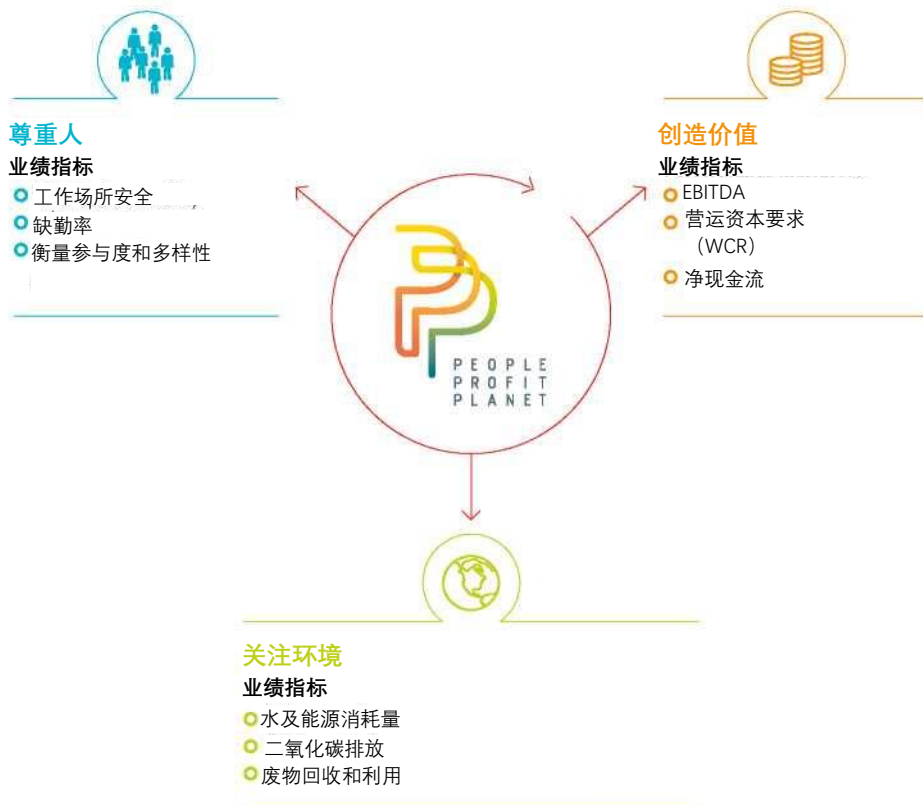 尊重人
业绩指标
工作场所安全
缺勤率
衡量参与度和多样性
创造价值
业绩指标
EBITDA
营运资本要求
（WCR）
净现金流
PEOPLE
PROFIT
PLANET
关注环境
业绩指标
水及能源消耗量
二氧化碳排放
废物回收和利用